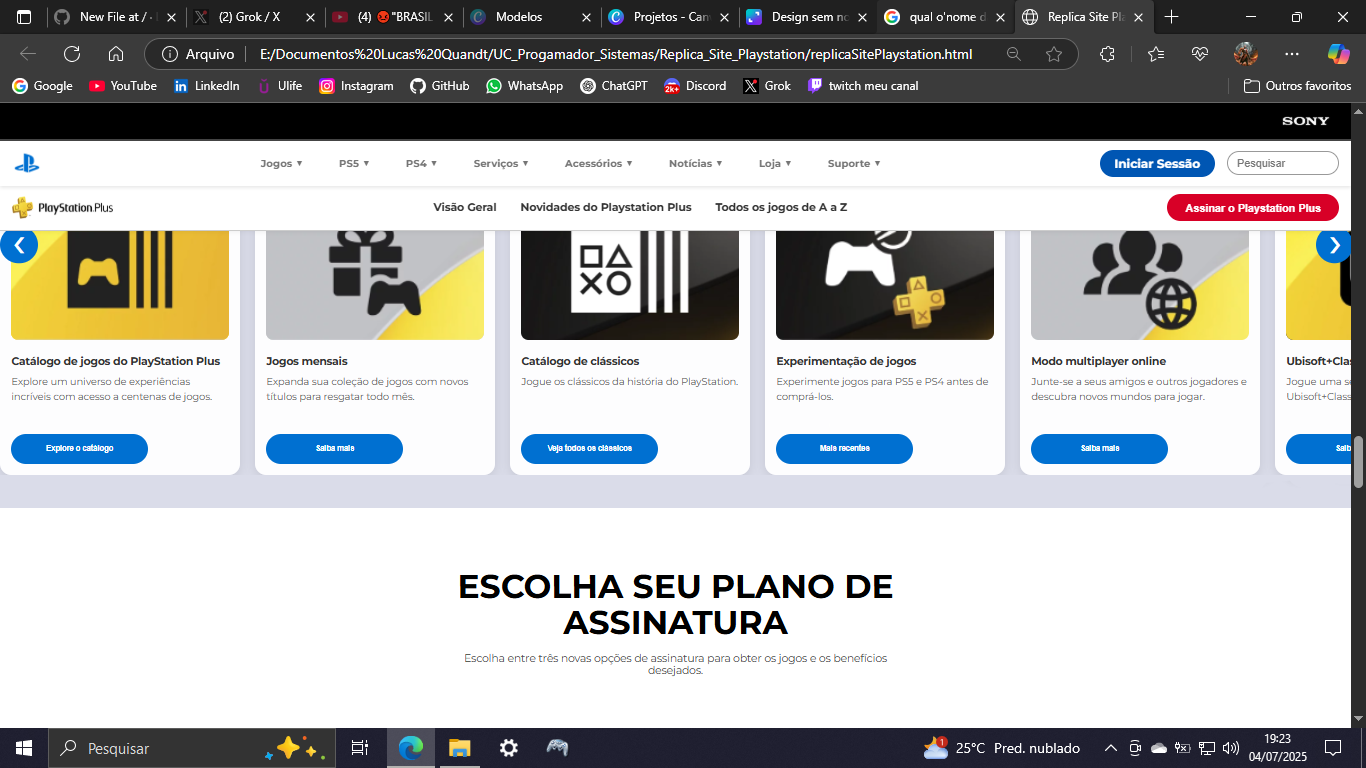 New File at / ·
(2) Grok / X
(4) 😡"BRASIL
Modelos
Projetos - Can
Design sem no
qual o'nome d
Replica Site Pla
Arquivo
E:/Documentos%20Lucas%20Quandt/UC_Progamador_Sistemas/Replica_Site_Playstation/replicaSitePlaystation.html
Google
YouTube
LinkedIn
Ulife
Instagram
GitHub
WhatsApp
ChatGPT
2k+
Discord
Grok
twitch meu canal
Outros favoritos
SONY
Jogos ▼
PS5 ▼
PS4 ▼
Serviços ▼
Acessórios ▼
Notícias ▼
Loja ▼
Suporte ▼
Iniciar Sessão
Pesquisar
PlayStation.Plus
Visão Geral
Novidades do Playstation Plus
Todos os jogos de A a Z
Assinar o Playstation Plus
❮
❯
Catálogo de jogos do PlayStation Plus
Explore um universo de experiências
incríveis com acesso a centenas de jogos.
Explore o catálogo
Jogos mensais
Expanda sua coleção de jogos com novos
títulos para resgatar todo mês.
Saiba mais
Catálogo de clássicos
Jogue os clássicos da história do PlayStation.
Veja todos os clássicos
Experimentação de jogos
Experimente jogos para PS5 e PS4 antes de
comprá-los.
Mais recentes
Modo multiplayer online
Junte-se a seus amigos e outros jogadores e
descubra novos mundos para jogar.
Saiba mais
Ubisoft+Clas
Jogue uma se
Ubisoft+Class
Saib
ESCOLHA SEU PLANO DE
ASSINATURA
Escolha entre três novas opções de assinatura para obter os jogos e os benefícios
desejados.
Pesquisar
1
25°C
Pred. nublado
19:23
04/07/2025